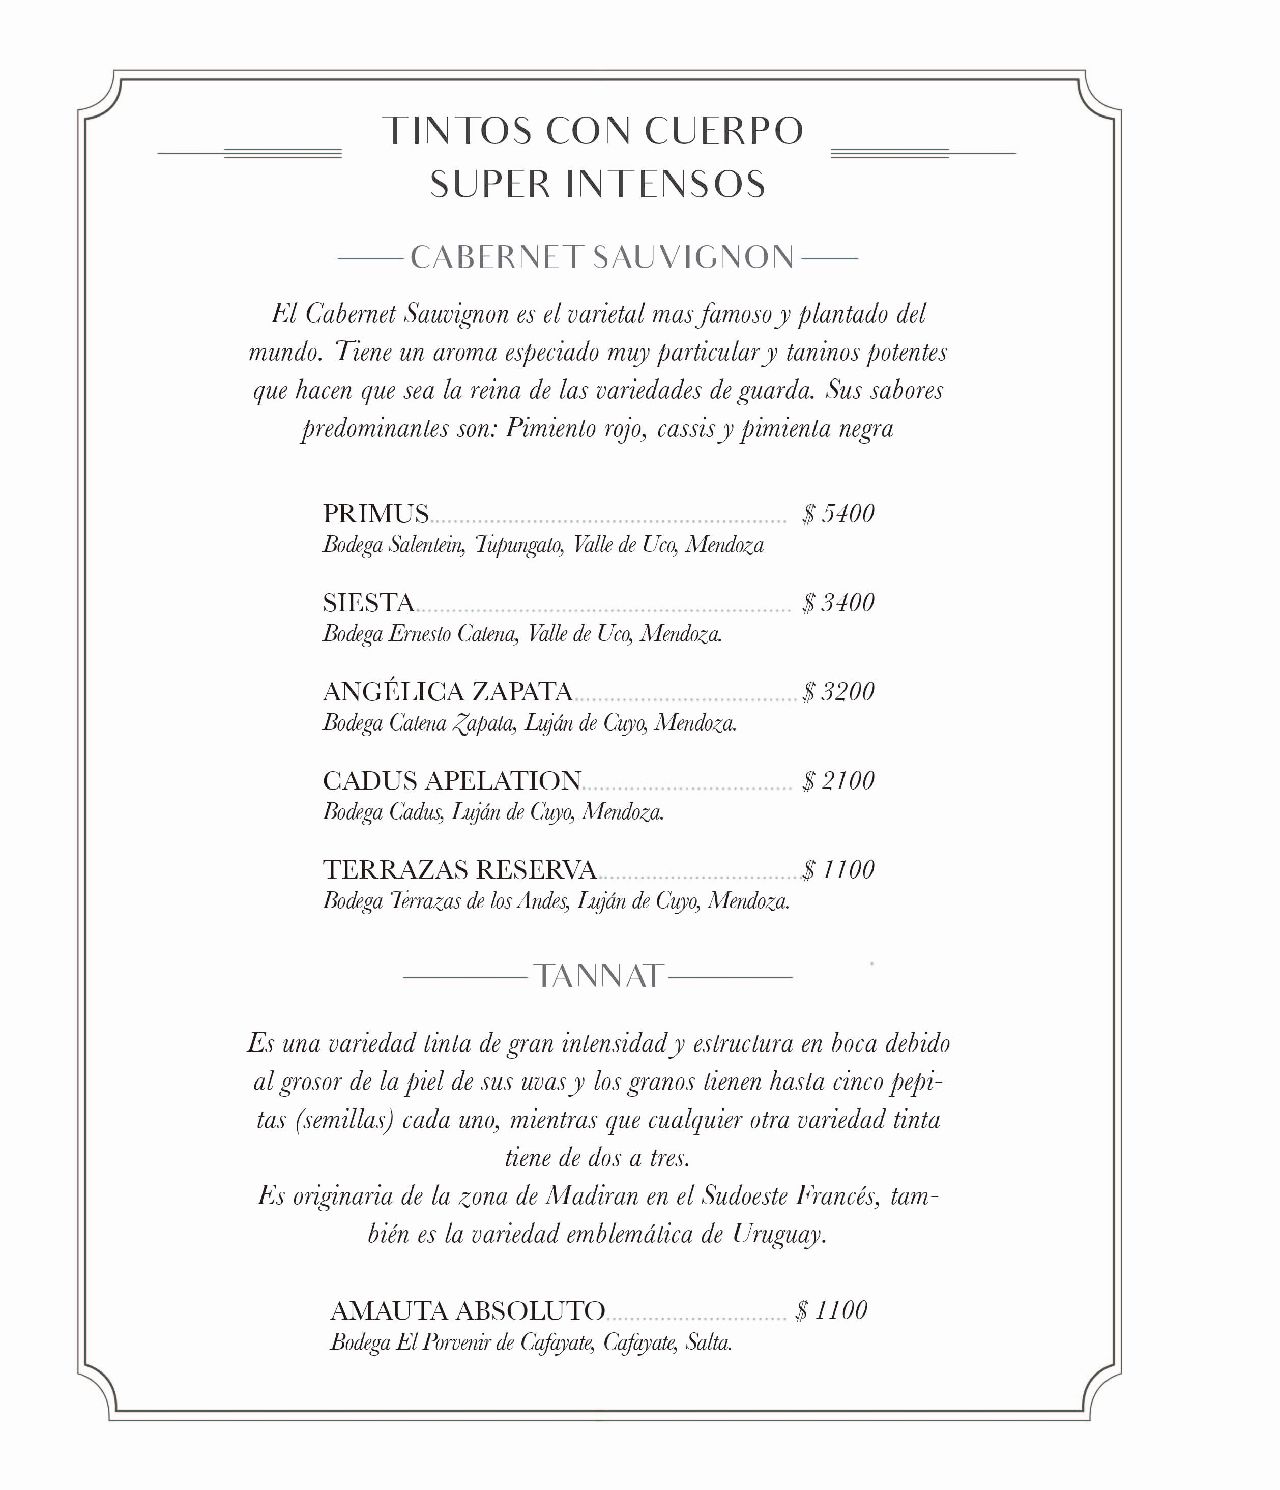 TINTOS CON CUERPO
SUPER INTENSOS
CABERNET SAUVIGNON
El Cabernet Sauvignon es el varietal mas famoso y plantado del
mundo. Tiene un aroma especiado muy particular y taninos potentes
que hacen que sea la reina de las variedades de guarda. Sus sabores
predominantes son: Pimiento rojo, cassis y pimienta negra
PRIMUS............................................................ $ 5400
Bodega Salentein, Tupungato, Valle de Uco, Mendoza
SIESTA............................................................... $ 3400
Bodega Ernesto Catena, Valle de Uco, Mendoza.
ANGÉLICA ZAPATA..................................... $ 3200
Bodega Catena Zapata, Luján de Cuyo, Mendoza.
CADUS APELATION................................... $ 2100
Bodega Cadus, Luján de Cuyo, Mendoza.
TERRAZAS RESERVA................................. $ 1100
Bodega Terrazas de los Andes, Luján de Cuyo, Mendoza.
TANNAT
Es una variedad tinta de gran intensidad y estructura en boca debido
al grosor de la piel de sus uvas y los granos tienen hasta cinco pepi-
tas (semillas) cada uno, mientras que cualquier otra variedad tinta
tiene de dos a tres.
Es originaria de la zona de Madiran en el Sudoeste Francés, tam-
bién es la variedad emblemática de Uruguay.
AMAUTA ABSOLUTO.............................. $ 1100
Bodega El Porvenir de Cafayate, Cafayate, Salta.